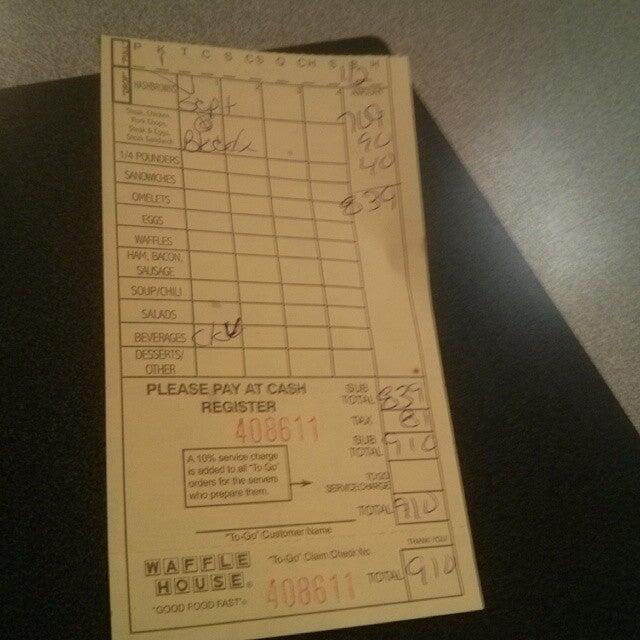 P K T C S CS Q CH S P H
1/2
HASHBROWNS
Steak, Chicken
Pork Chops,
Steak & Eggs,
Steak Sandwich
709
90
40
1/4 POUNDERS
SANDWICHES
OMELETS 839
EGGS
WAFFLES
HAM, BACON,
SAUSAGE
SOUP/CHILI
SALADS
BEVERAGES
DESSERTS/
OTHER
PLEASE PAY AT CASH
REGISTER
SUB
TOTAL 839
408611
TAX
SUB
TOTAL 910
A 10% service charge
is added to all "To Go"
orders for the servers
who prepare them.
TO GO
SERVICE CHARGE
TOTAL 910
"To-Go" Customer Name
THANK YOU!
WAFFLE
HOUSE®
"GOOD FOOD FAST"®
"To-Go" Claim Check No.
408611
TOTAL 910